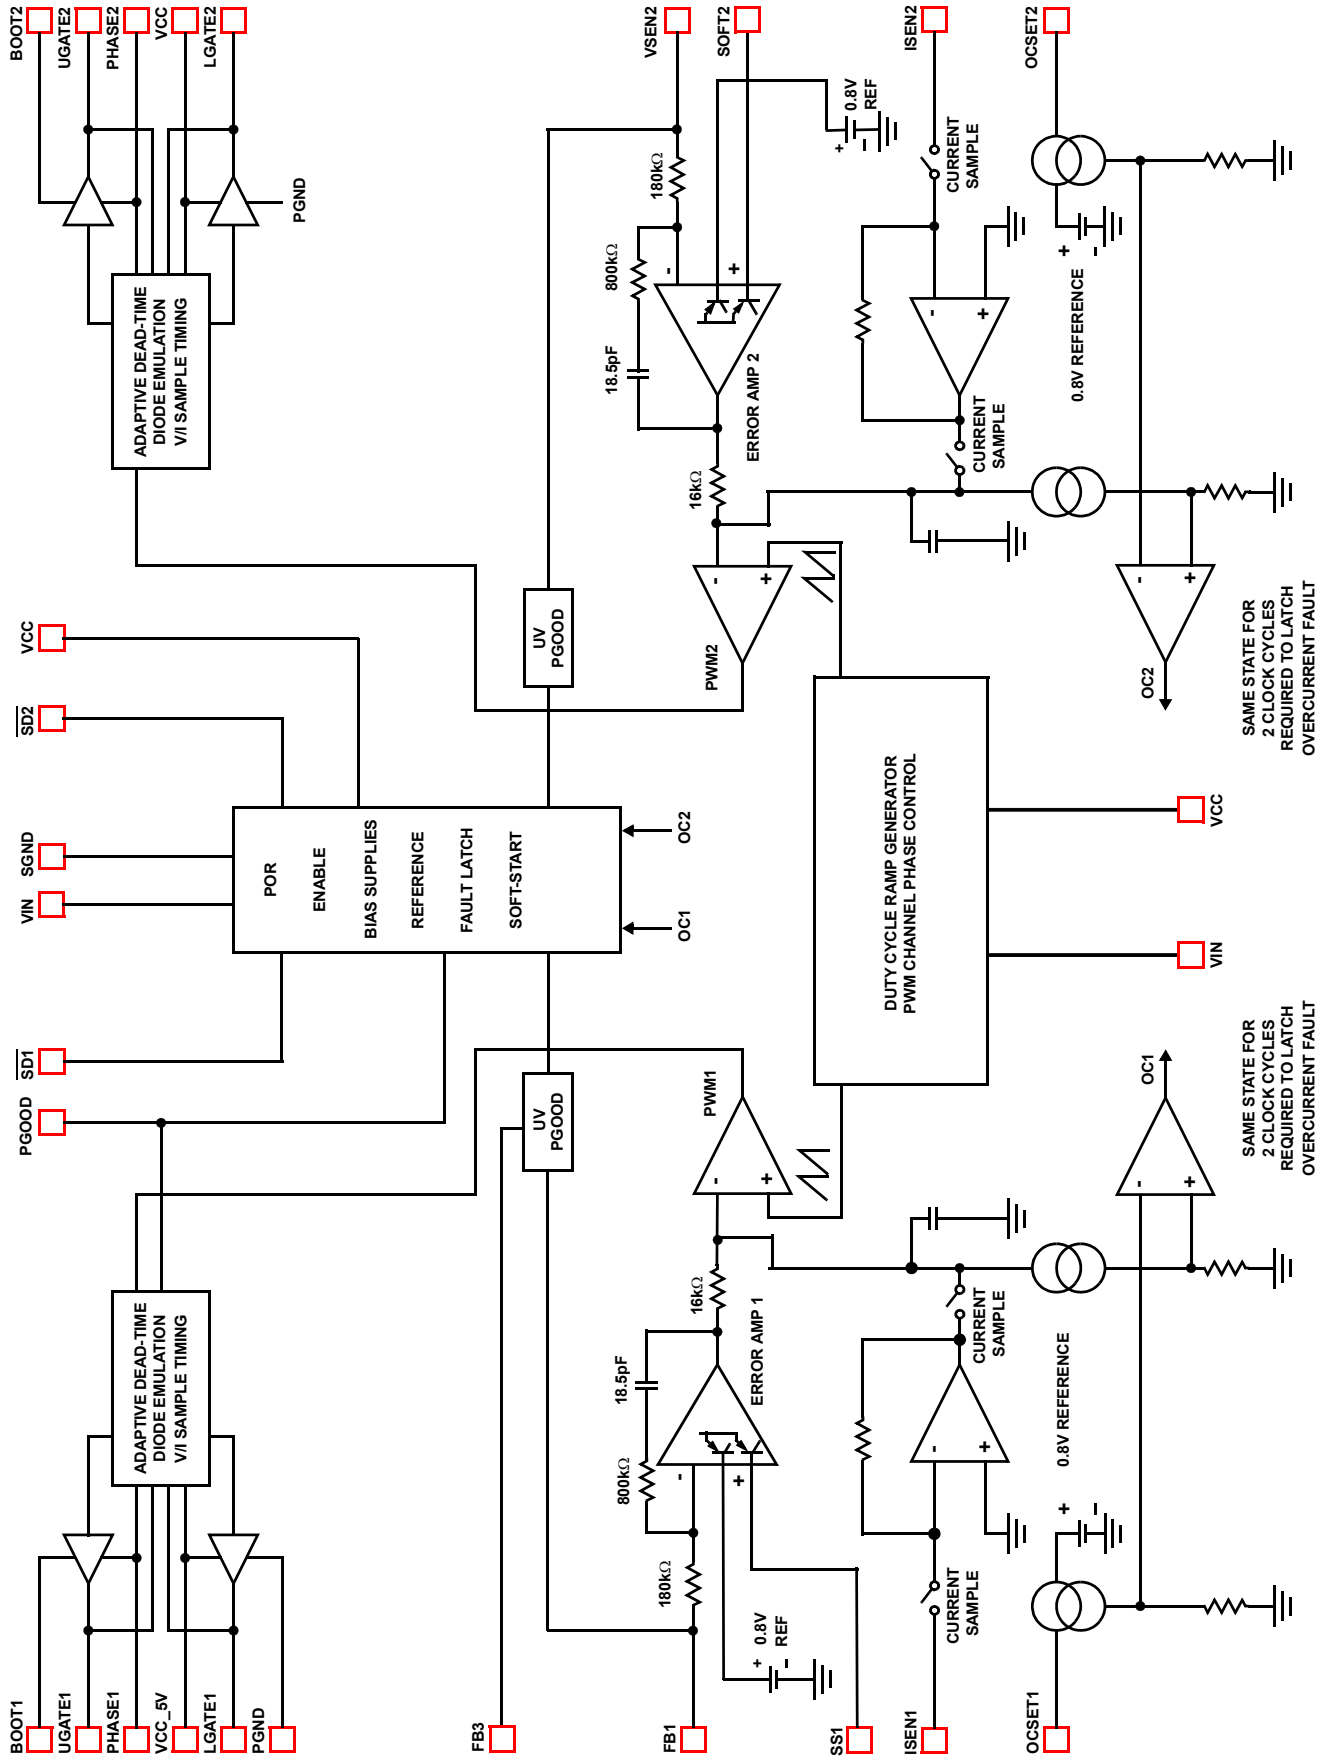 BOOT1
UGATE1
PHASE1
VCC_5V
LGATE1
PGND
ADAPTIVE DEAD-TIME
DIODE EMULATION
V/I SAMPLE TIMING
PGOOD
SD1
VIN
SGND
SD2
VCC
BOOT2
UGATE2
PHASE2
VCC
LGATE2
PGND
ADAPTIVE DEAD-TIME
DIODE EMULATION
V/I SAMPLE TIMING
POR
ENABLE
BIAS SUPPLIES
REFERENCE
FAULT LATCH
SOFT-START
OC1
OC2
FB3
UV
PGOOD
UV
PGOOD
FB1
180kΩ
800kΩ
18.5pF
-
+
ERROR AMP 1
16kΩ
+
0.8V
REF
-
SS1
PWM1
-
+
PWM2
-
+
16kΩ
18.5pF
800kΩ
180kΩ
ERROR AMP 2
-
+
VSEN2
SOFT2
0.8V
REF
+
-
DUTY CYCLE RAMP GENERATOR
PWM CHANNEL PHASE CONTROL
VIN
VCC
ISEN1
CURRENT
SAMPLE
-
+
CURRENT
SAMPLE
CURRENT
SAMPLE
-
+
CURRENT
SAMPLE
ISEN2
OCSET1
+
-
0.8V REFERENCE
-
+
OC1
SAME STATE FOR
2 CLOCK CYCLES
REQUIRED TO LATCH
OVERCURRENT FAULT
OC2
-
+
SAME STATE FOR
2 CLOCK CYCLES
REQUIRED TO LATCH
OVERCURRENT FAULT
0.8V REFERENCE
+
-
OCSET2